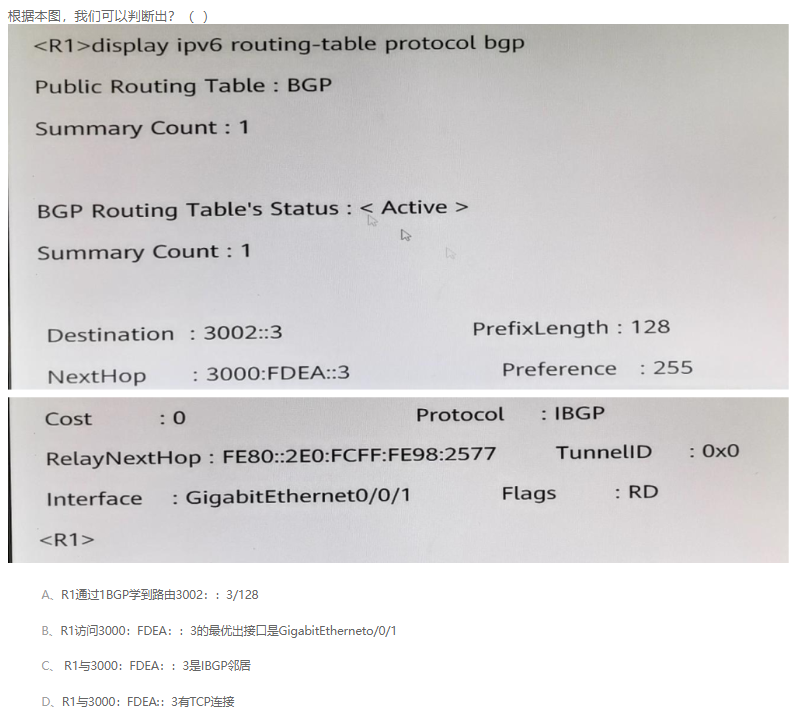 根据本图，我们可以判断出？（ ）
<R1>display ipv6 routing-table protocol bgp
Public Routing Table : BGP
Summary Count : 1
BGP Routing Table's Status : < Active >
Summary Count : 1
Destination : 3002::3 PrefixLength : 128
NextHop : 3000:FDEA::3 Preference : 255
Cost : 0 Protocol : IBGP
RelayNextHop : FE80::2E0:FCFF:FE98:2577 TunnelID : 0x0
Interface : GigabitEthernet0/0/1 Flags : RD
<R1>
A、R1通过1BGP学到路由3002：：3/128
B、R1访问3000：FDEA：：3的最优出接口是GigabitEtherneto/0/1
C、 R1与3000：FDEA：：3是IBGP邻居
D、R1与3000：FDEA:：3有TCP连接